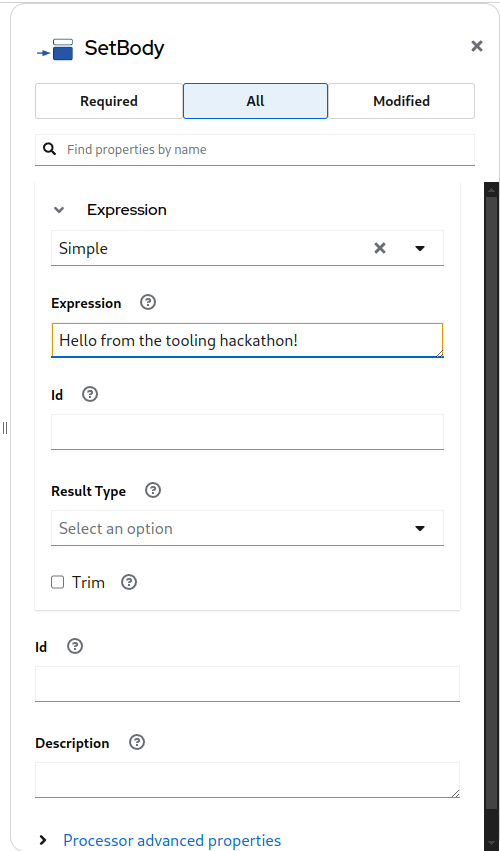 SetBody
Required All Modified
Find properties by name
Expression
Simple
Expression
Hello from the tooling hackathon!
Id
Result Type
Select an option
Trim
Id
Description
Processor advanced properties